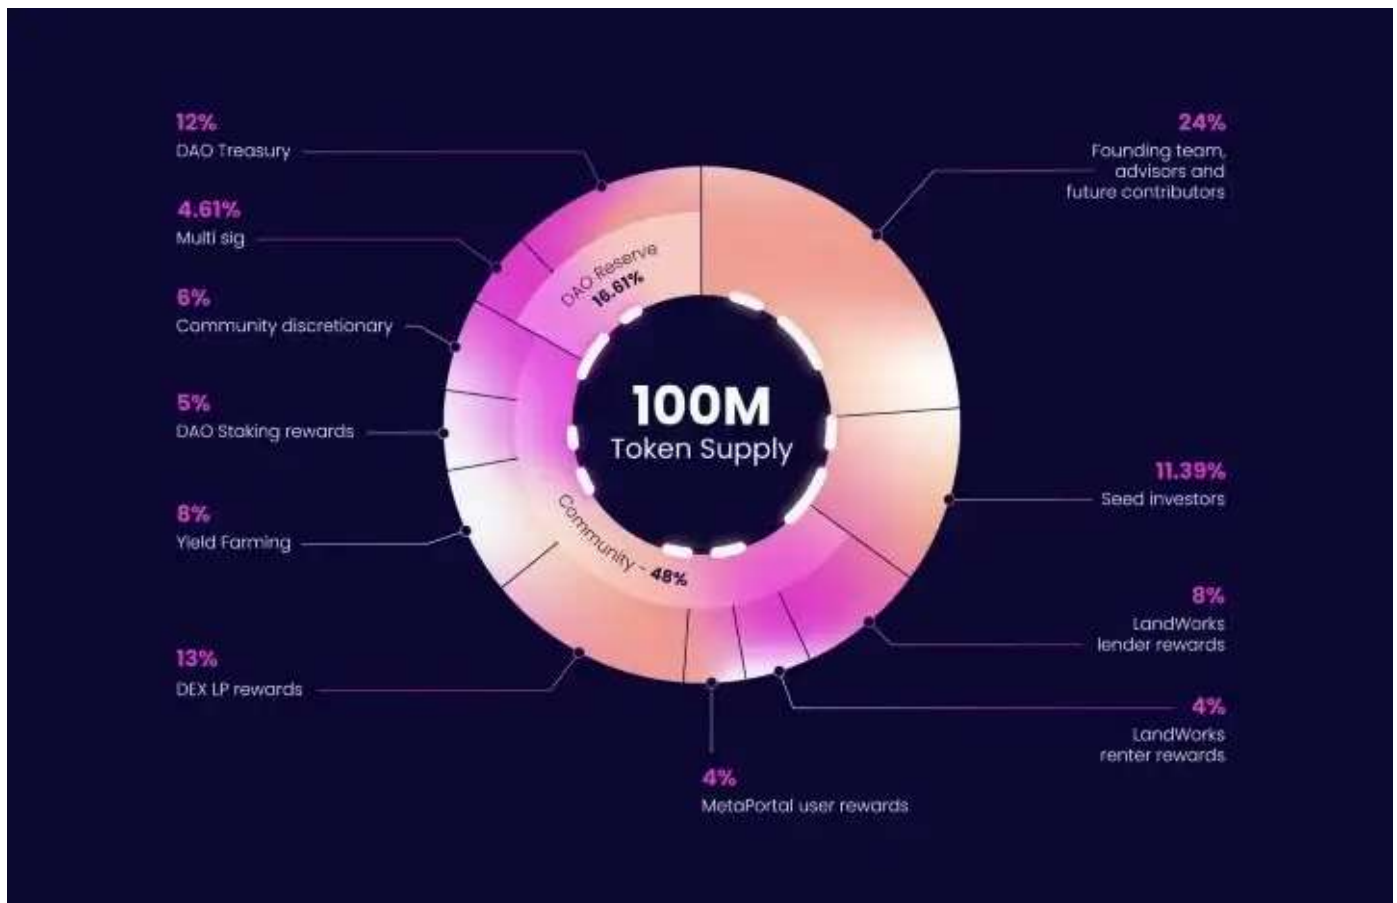 12%
DAO Treasury
4.61%
Multi sig
6%
Community discretionary
5%
DAO Staking rewards
8%
Yield Farming
13%
DEX LP rewards
DAO Reserve
16.61%
100M
Token Supply
Community - 48%
24%
Founding team,
advisors and
future contributors
11.39%
Seed investors
8%
LandWorks
lender rewards
4%
LandWorks
renter rewards
4%
MetaPortal user rewards